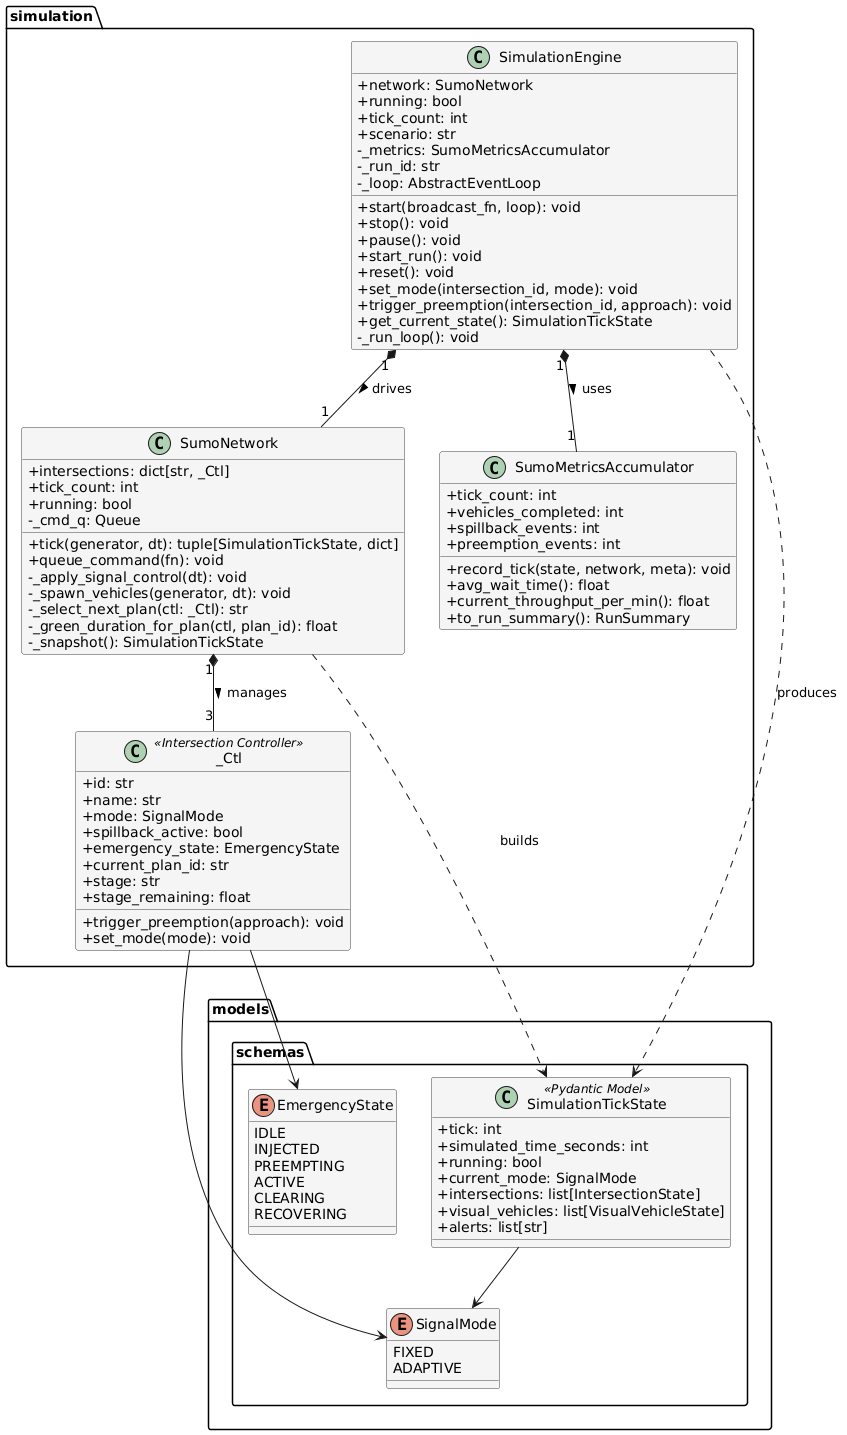 simulation
C SimulationEngine
+network: SumoNetwork
+running: bool
+tick_count: int
+scenario: str
-_metrics: SumoMetricsAccumulator
-_run_id: str
-_loop: AbstractEventLoop
+start(broadcast_fn, loop): void
+stop(): void
+pause(): void
+start_run(): void
+reset(): void
+set_mode(intersection_id, mode): void
+trigger_preemption(intersection_id, approach): void
+get_current_state(): SimulationTickState
-_run_loop(): void
1
drives
1
1
uses
1
C SumoNetwork
+intersections: dict[str, _Ctl]
+tick_count: int
+running: bool
-_cmd_q: Queue
+tick(generator, dt): tuple[SimulationTickState, dict]
+queue_command(fn): void
-_apply_signal_control(dt): void
-_spawn_vehicles(generator, dt): void
-_select_next_plan(ctl: _Ctl): str
-_green_duration_for_plan(ctl, plan_id): float
-_snapshot(): SimulationTickState
C SumoMetricsAccumulator
+tick_count: int
+vehicles_completed: int
+spillback_events: int
+preemption_events: int
+record_tick(state, network, meta): void
+avg_wait_time(): float
+current_throughput_per_min(): float
+to_run_summary(): RunSummary
1
manages
3
produces
C «Intersection Controller»
_Ctl
+id: str
+name: str
+mode: SignalMode
+spillback_active: bool
+emergency_state: EmergencyState
+current_plan_id: str
+stage: str
+stage_remaining: float
+trigger_preemption(approach): void
+set_mode(mode): void
builds
models
schemas
E EmergencyState
IDLE
INJECTED
PREEMPTING
ACTIVE
CLEARING
RECOVERING
C «Pydantic Model»
SimulationTickState
+tick: int
+simulated_time_seconds: int
+running: bool
+current_mode: SignalMode
+intersections: list[IntersectionState]
+visual_vehicles: list[VisualVehicleState]
+alerts: list[str]
E SignalMode
FIXED
ADAPTIVE